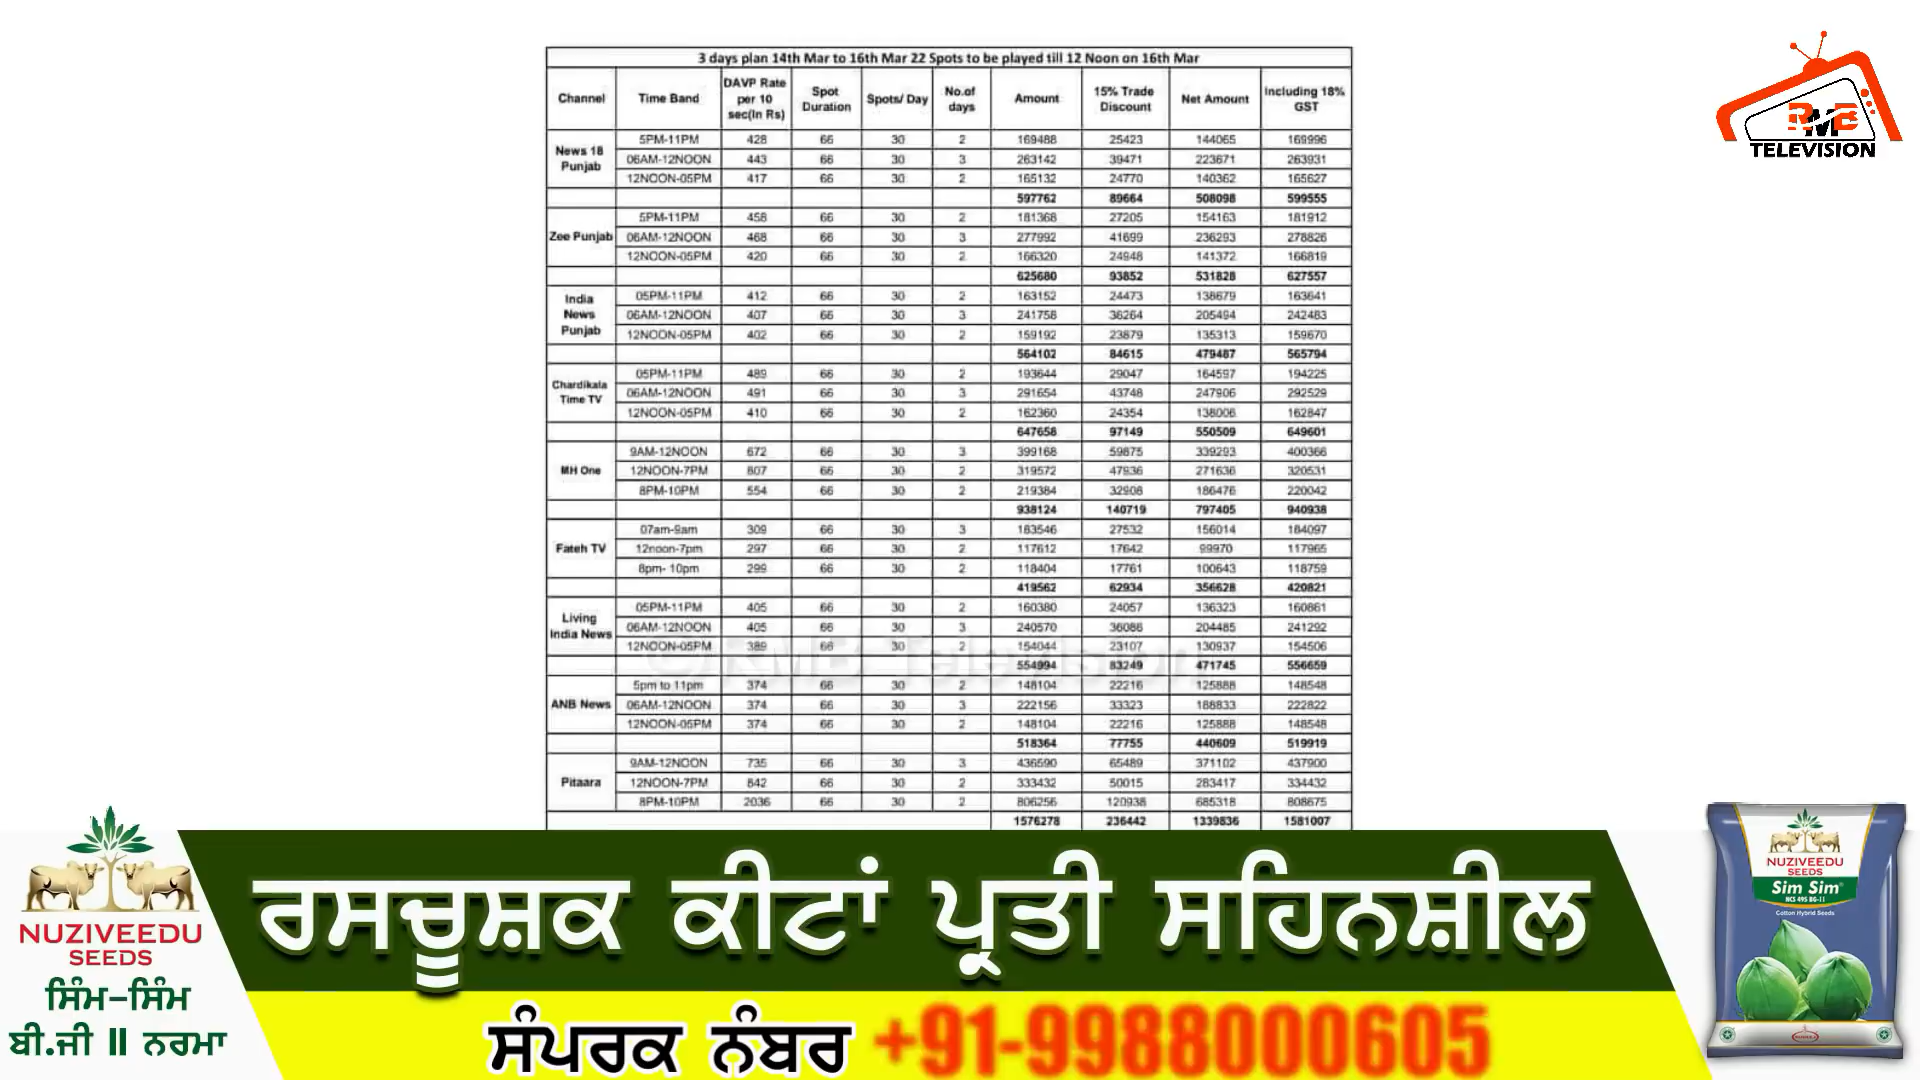 3 days plan 14th Mar to 16th Mar 22 Spots to be played till 12 Noon on 16th Mar
Channel Time Band DAVP Rate per 10 sec(In Rs) Spot Duration Spots/ Day No.of days Amount 15% Trade Discount Net Amount Including 18% GST
News 18 Punjab
5PM-11PM 428 66 30 2 169488 25423 144065 169996
06AM-12NOON 443 66 30 3 263142 39471 223671 263931
12NOON-05PM 417 66 30 2 165132 24770 140362 165627
597762 89664 508098 599555
Zee Punjab
5PM-11PM 458 66 30 2 181368 27205 154163 181912
06AM-12NOON 468 66 30 3 277992 41699 236293 278826
12NOON-05PM 420 66 30 2 166320 24948 141372 166819
625680 93852 531828 627557
India News Punjab
05PM-11PM 412 66 30 2 163152 24473 138679 163641
06AM-12NOON 407 66 30 3 241758 36264 205494 242483
12NOON-05PM 402 66 30 2 159192 23879 135313 159670
564102 84615 479487 565794
Chardikala Time TV
05PM-11PM 489 66 30 2 193644 29047 164597 194225
06AM-12NOON 491 66 30 3 291654 43748 247906 292529
12NOON-05PM 410 66 30 2 162360 24354 138006 162847
647658 97149 550509 649601
MH One
9AM-12NOON 672 66 30 3 399168 59875 339293 400366
12NOON-7PM 807 66 30 2 319572 47936 271636 320531
8PM-10PM 554 66 30 2 219384 32908 186476 220042
938124 140719 797405 940938
Fateh TV
07am-9am 309 66 30 3 183546 27532 156014 184097
12noon-7pm 297 66 30 2 117612 17642 99970 117965
8pm- 10pm 299 66 30 2 118404 17761 100643 118759
419562 62934 356628 420821
Living India News
05PM-11PM 405 66 30 2 160380 24057 136323 160861
06AM-12NOON 405 66 30 3 240570 36086 204485 241292
12NOON-05PM 389 66 30 2 154044 23107 130937 154506
554994 83249 471745 556659
ANB News
5pm to 11pm 374 66 30 2 148104 22216 125888 148548
06AM-12NOON 374 66 30 3 222156 33323 188833 222822
12NOON-05PM 374 66 30 2 148104 22216 125888 148548
518364 77755 440609 519919
Pitaara
9AM-12NOON 735 66 30 3 436590 65489 371102 437900
12NOON-7PM 842 66 30 2 333432 50015 283417 334432
8PM-10PM 2036 66 30 2 806256 120938 685318 808675
1576278 236442 1339836 1581007
© RMB Television
RMB
TELEVISION
NUZIVEEDU
SEEDS
ਸਿੰਮ-ਸਿੰਮ
ਬੀ.ਜੀ II ਨਰਮਾ
ਰਸਚੂਸ਼ਕ ਕੀਟਾਂ ਪ੍ਰਤੀ ਸਹਿਨਸ਼ੀਲ
ਸੰਪਰਕ ਨੰਬਰ +91-9988000605
NUZIVEEDU
SEEDS
Sim Sim®
NCS 495 BG-II
Cotton Hybrid Seeds